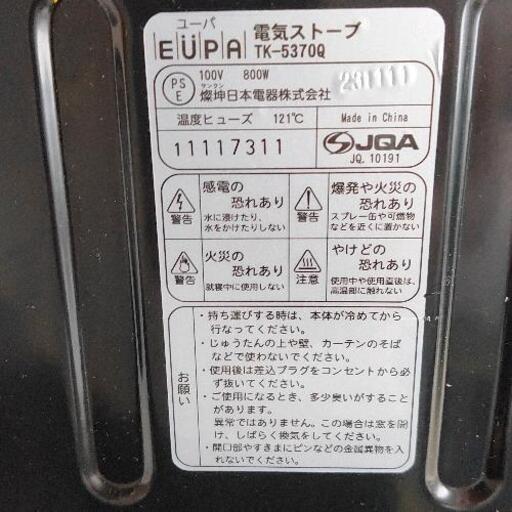 ユーパ
EUPA 電気ストーブ
TK-5370Q
PS E
100V 800W
サンクン
燦坤日本電器株式会社
231111
温度ヒューズ 121℃
Made in China
11117311
JQA
JQ. 10191
警告
感電の
恐れあり
水に浸けたり、
水をかけたりしない
警告
爆発や火災の
恐れあり
スプレー缶や可燃物
などを近くに置かない
警告
火災の
恐れあり
就寝中に使用しない
注意
やけどの
恐れあり
使用中や使用直後は、
高温部に触れない
お願い
・持ち運びする時は、本体が冷めてから
行なってください。
・じゅうたんの上や壁、カーテンのそば
などで使わないでください。
・使用後は差込プラグをコンセントから必
ず抜いてください。
・ご使用になるとき、多少臭いがすること
があります。
異常ではありません。この場合は窓を開
け、しばらく換気をしてください。
・開口部やすきまにピンなどの金属異物を入
れないでください。